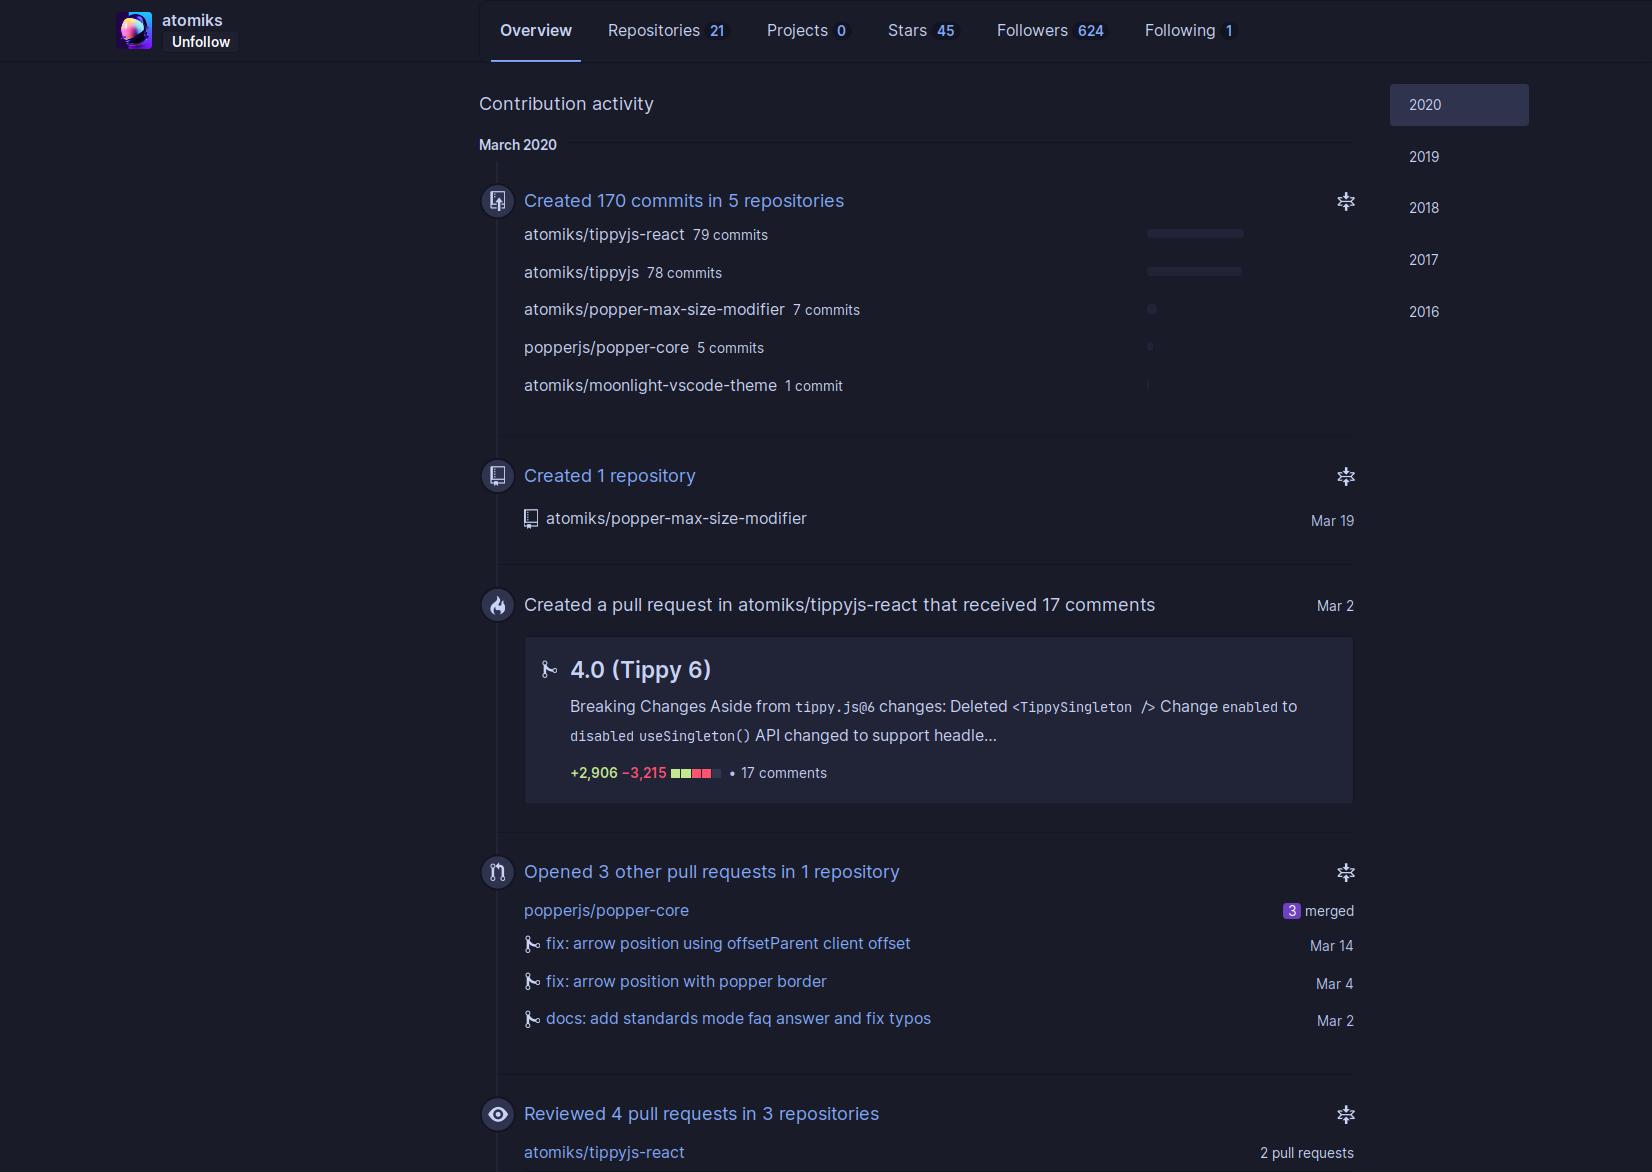 atomiks
Unfollow
Overview
Repositories 21
Projects 0
Stars 45
Followers 624
Following 1
Contribution activity
2020
2019
2018
2017
2016
March 2020
Created 170 commits in 5 repositories
atomiks/tippyjs-react 79 commits
atomiks/tippyjs 78 commits
atomiks/popper-max-size-modifier 7 commits
popperjs/popper-core 5 commits
atomiks/moonlight-vscode-theme 1 commit
Created 1 repository
atomiks/popper-max-size-modifier Mar 19
Created a pull request in atomiks/tippyjs-react that received 17 comments Mar 2
4.0 (Tippy 6)
Breaking Changes Aside from tippy.js@6 changes: Deleted <TippySingleton /> Change enabled to
disabled useSingleton() API changed to support headle...
+2,906 −3,215 • 17 comments
Opened 3 other pull requests in 1 repository
popperjs/popper-core 3 merged
fix: arrow position using offsetParent client offset Mar 14
fix: arrow position with popper border Mar 4
docs: add standards mode faq answer and fix typos Mar 2
Reviewed 4 pull requests in 3 repositories
atomiks/tippyjs-react 2 pull requests